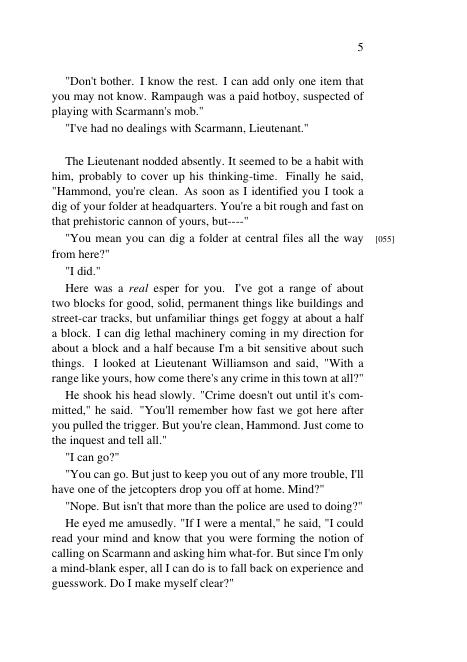 5
"Don't bother. I know the rest. I can add only one item that
you may not know. Rampaugh was a paid hotboy, suspected of
playing with Scarmann's mob."
"I've had no dealings with Scarmann, Lieutenant."
The Lieutenant nodded absently. It seemed to be a habit with
him, probably to cover up his thinking-time. Finally he said,
"Hammond, you're clean. As soon as I identified you I took a
dig of your folder at headquarters. You're a bit rough and fast on
that prehistoric cannon of yours, but----"
"You mean you can dig a folder at central files all the way [055]
from here?"
"I did."
Here was a real esper for you. I've got a range of about
two blocks for good, solid, permanent things like buildings and
street-car tracks, but unfamiliar things get foggy at about a half
a block. I can dig lethal machinery coming in my direction for
about a block and a half because I'm a bit sensitive about such
things. I looked at Lieutenant Williamson and said, "With a
range like yours, how come there's any crime in this town at all?"
He shook his head slowly. "Crime doesn't out until it's com-
mitted," he said. "You'll remember how fast we got here after
you pulled the trigger. But you're clean, Hammond. Just come to
the inquest and tell all."
"I can go?"
"You can go. But just to keep you out of any more trouble, I'll
have one of the jetcopters drop you off at home. Mind?"
"Nope. But isn't that more than the police are used to doing?"
He eyed me amusedly. "If I were a mental," he said, "I could
read your mind and know that you were forming the notion of
calling on Scarmann and asking him what-for. But since I'm only
a mind-blank esper, all I can do is to fall back on experience and
guesswork. Do I make myself clear?"